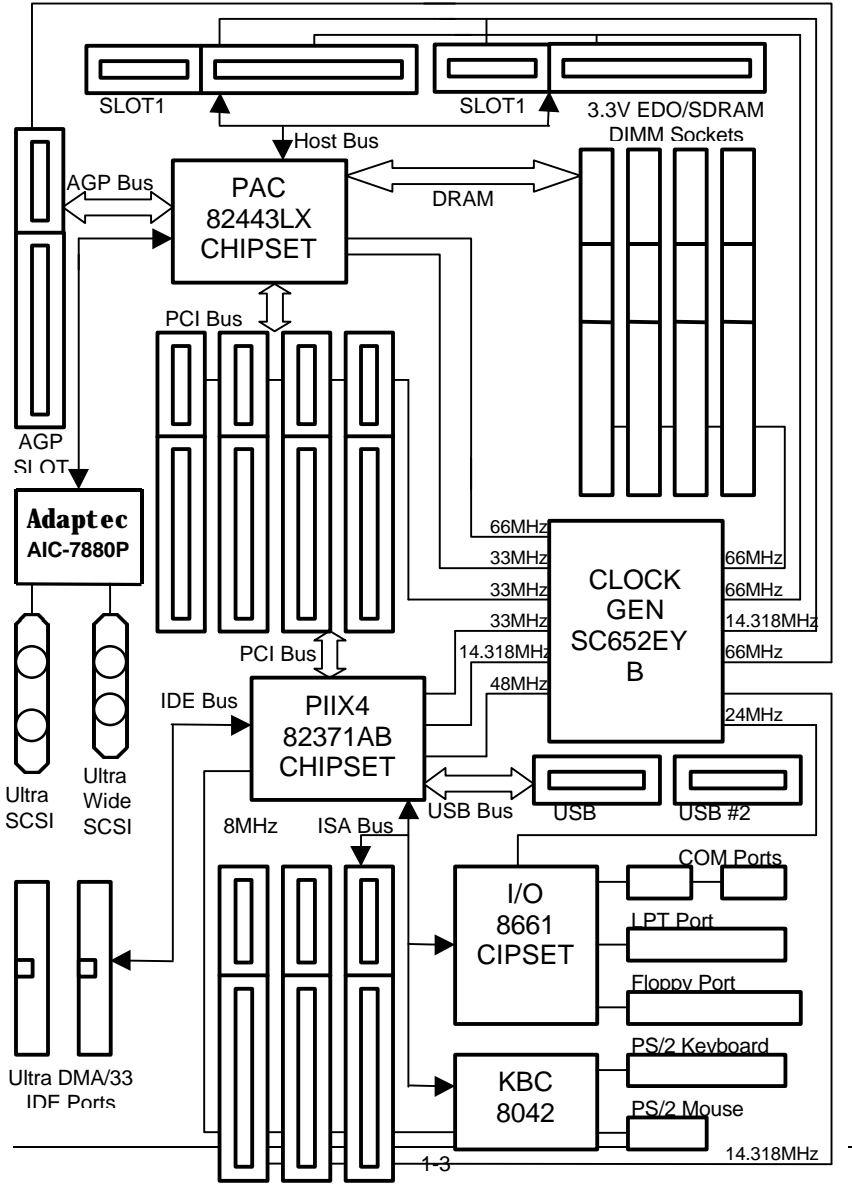 SLOT1
SLOT1
3.3V EDO/SDRAM
DIMM Sockets
Host Bus
AGP Bus
PAC
82443LX
CHIPSET
DRAM
PCI Bus
AGP
SLOT
Adaptec
AIC-7880P
66MHz
33MHz
33MHz
33MHz
14.318MHz
48MHz
CLOCK
GEN
SC652EY
B
66MHz
66MHz
14.318MHz
66MHz
24MHz
PCI Bus
IDE Bus
PIIX4
82371AB
CHIPSET
Ultra
SCSI
Ultra
Wide
SCSI
8MHz
ISA Bus
USB Bus
USB
USB #2
COM Ports
I/O
8661
CIPSET
LPT Port
Floppy Port
PS/2 Keyboard
KBC
8042
PS/2 Mouse
Ultra DMA/33
IDE Ports
14.318MHz
1-3